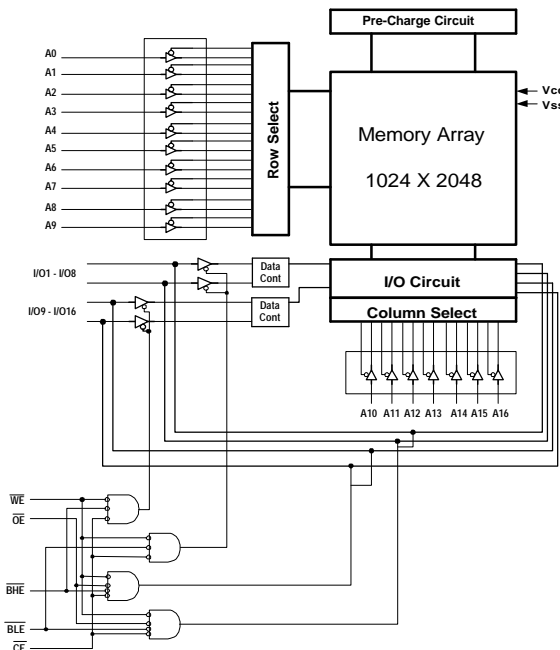 Pre-Charge Circuit
A0
A1
A2
A3
A4
A5
A6
A7
A8
A9
Row Select
Memory Array
1024 X 2048
Vcc
Vss
I/O1 - I/O8
I/O9 - I/O16
Data
Cont
Data
Cont
I/O Circuit
Column Select
A10 A11 A12 A13 A14 A15 A16
WE
OE
BHE
BLE
CE